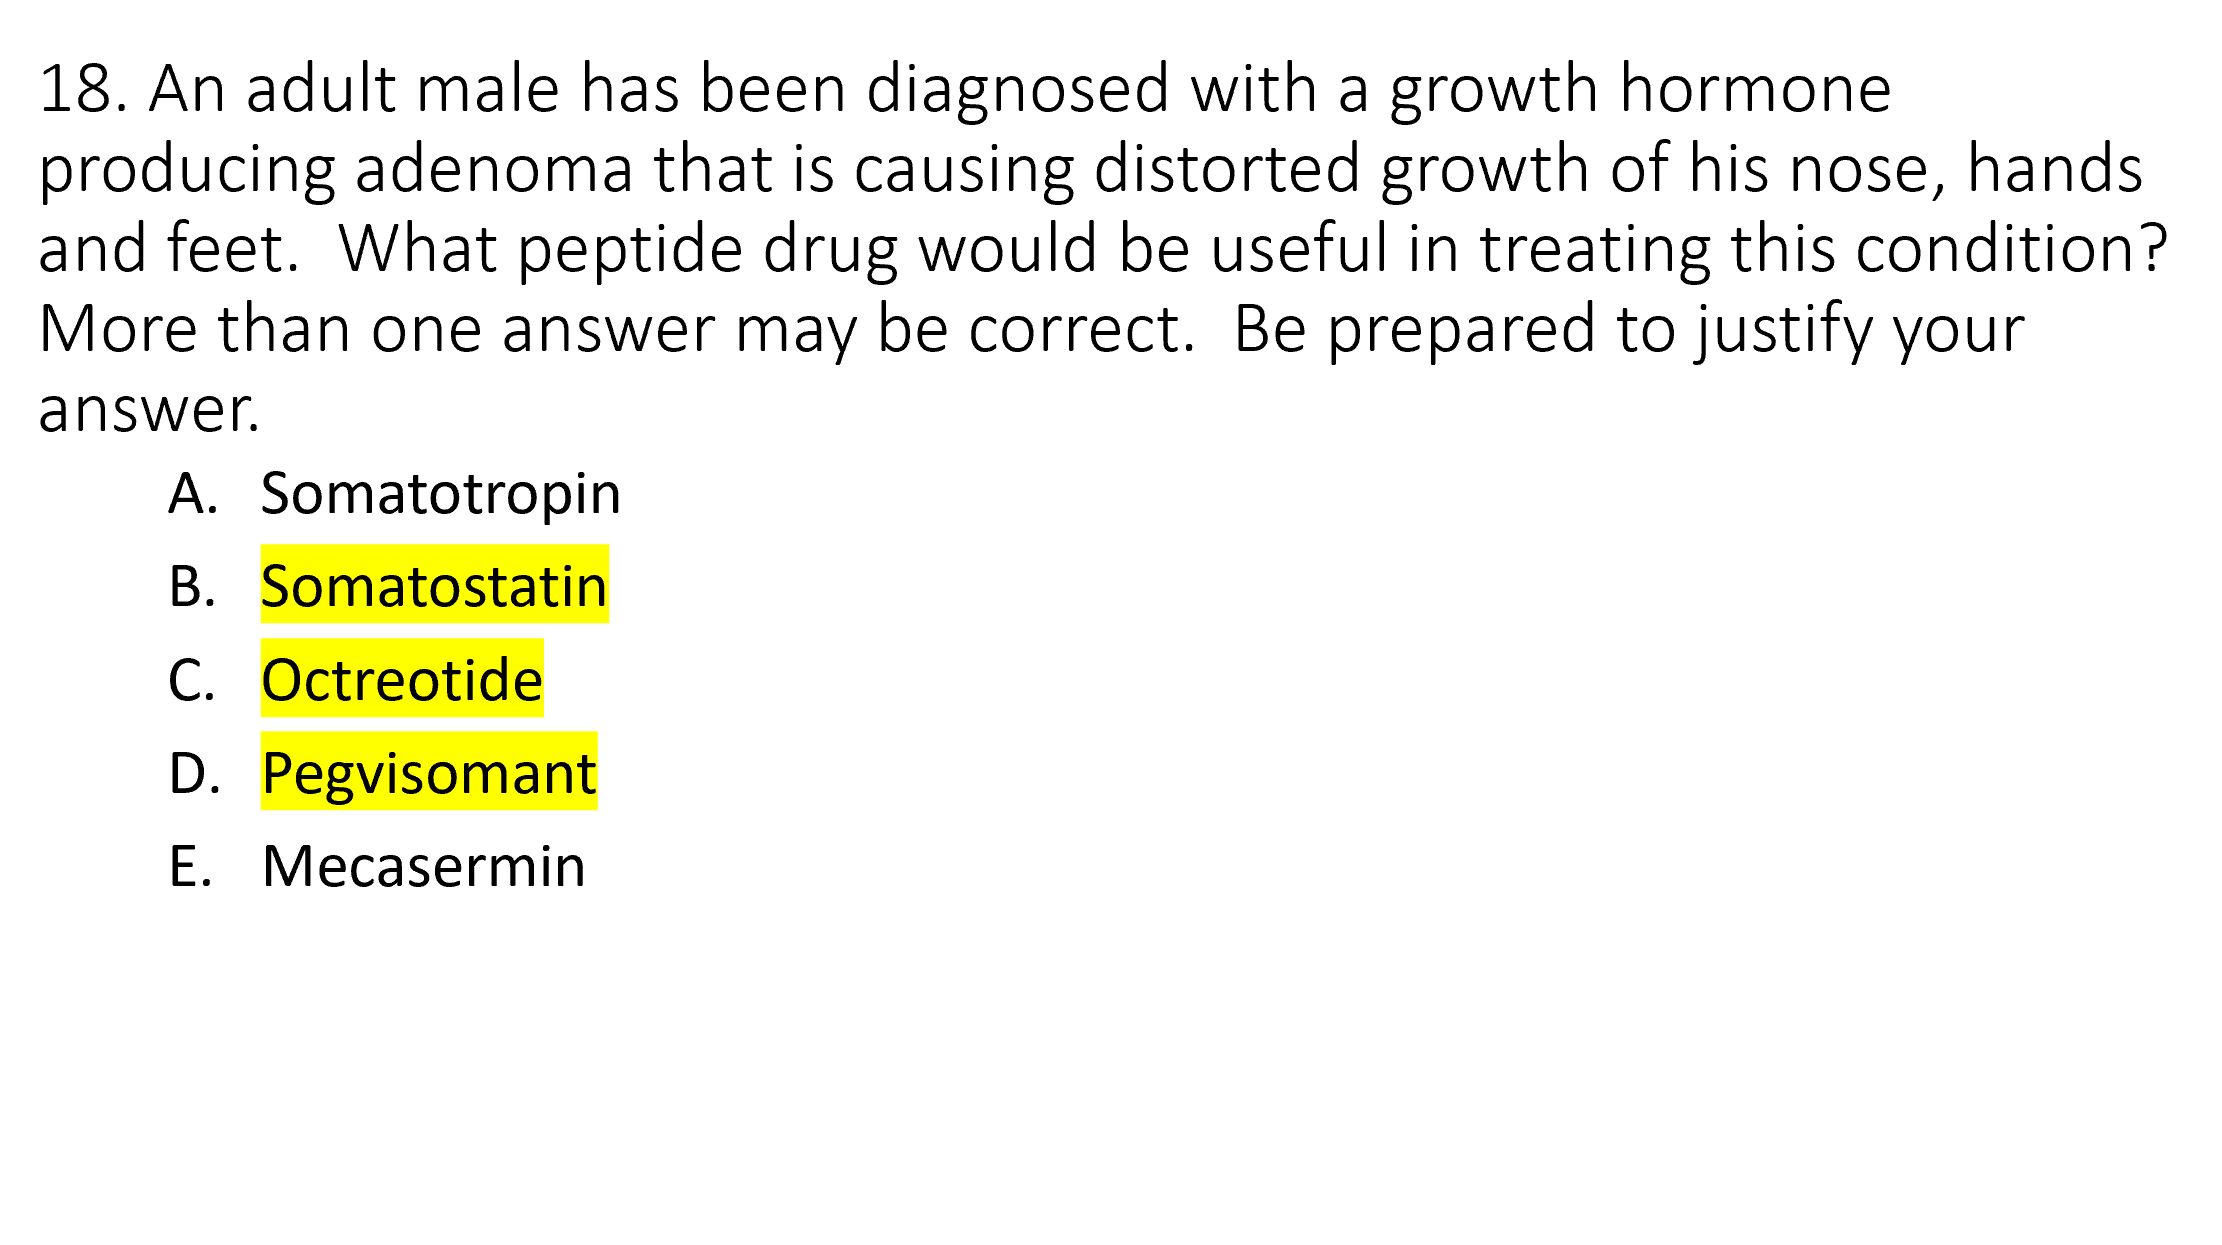 18. An adult male has been diagnosed with a growth hormone
producing adenoma that is causing distorted growth of his nose, hands
and feet.  What peptide drug would be useful in treating this condition?
More than one answer may be correct.  Be prepared to justify your
answer.
A. Somatotropin
B. Somatostatin
C. Octreotide
D. Pegvisomant
E. Mecasermin